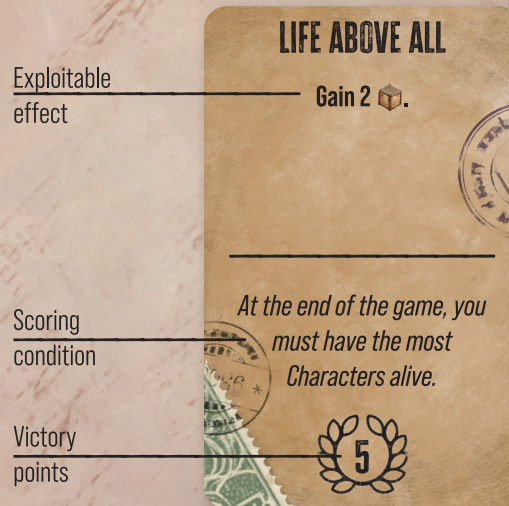 LIFE ABOVE ALL
Exploitable
effect
Gain 2 .
Scoring
condition
At the end of the game, you
must have the most
Characters alive.
Victory
points
5